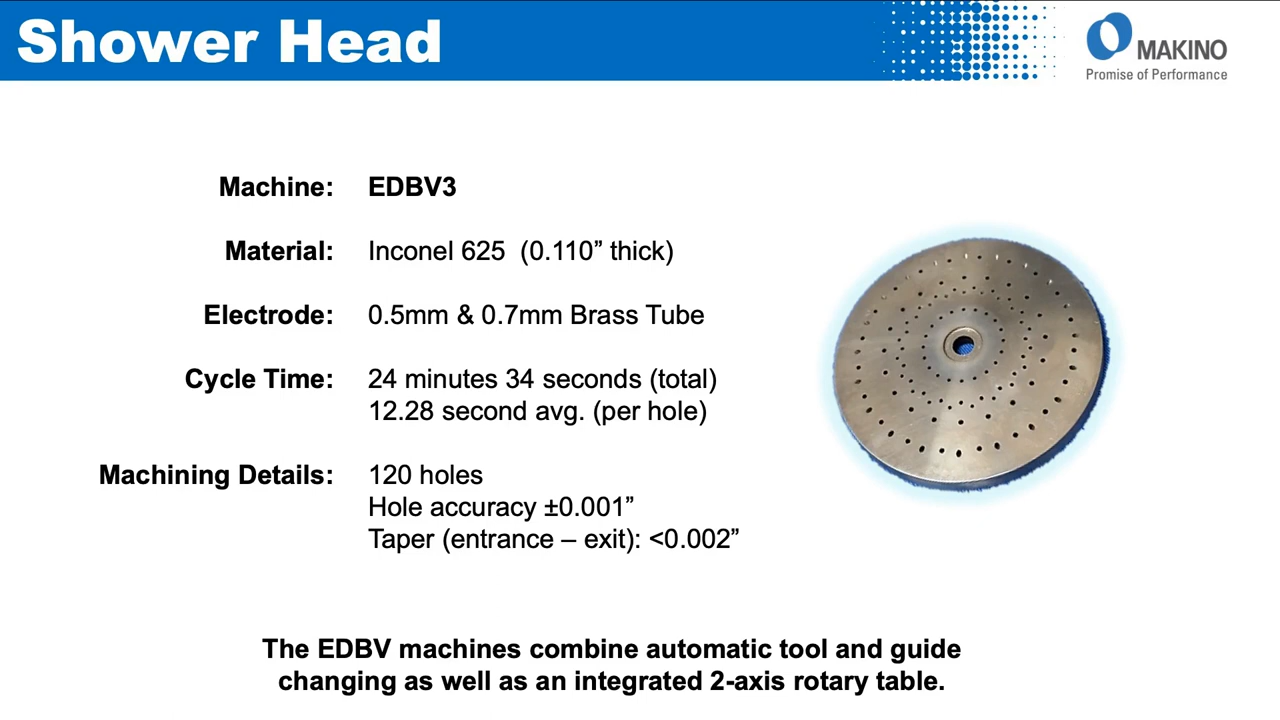 Shower Head
MAKINO
Promise of Performance
Machine: EDBV3
Material: Inconel 625 (0.110” thick)
Electrode: 0.5mm & 0.7mm Brass Tube
Cycle Time: 24 minutes 34 seconds (total)
12.28 second avg. (per hole)
Machining Details: 120 holes
Hole accuracy ±0.001”
Taper (entrance – exit): <0.002”
The EDBV machines combine automatic tool and guide
changing as well as an integrated 2-axis rotary table.